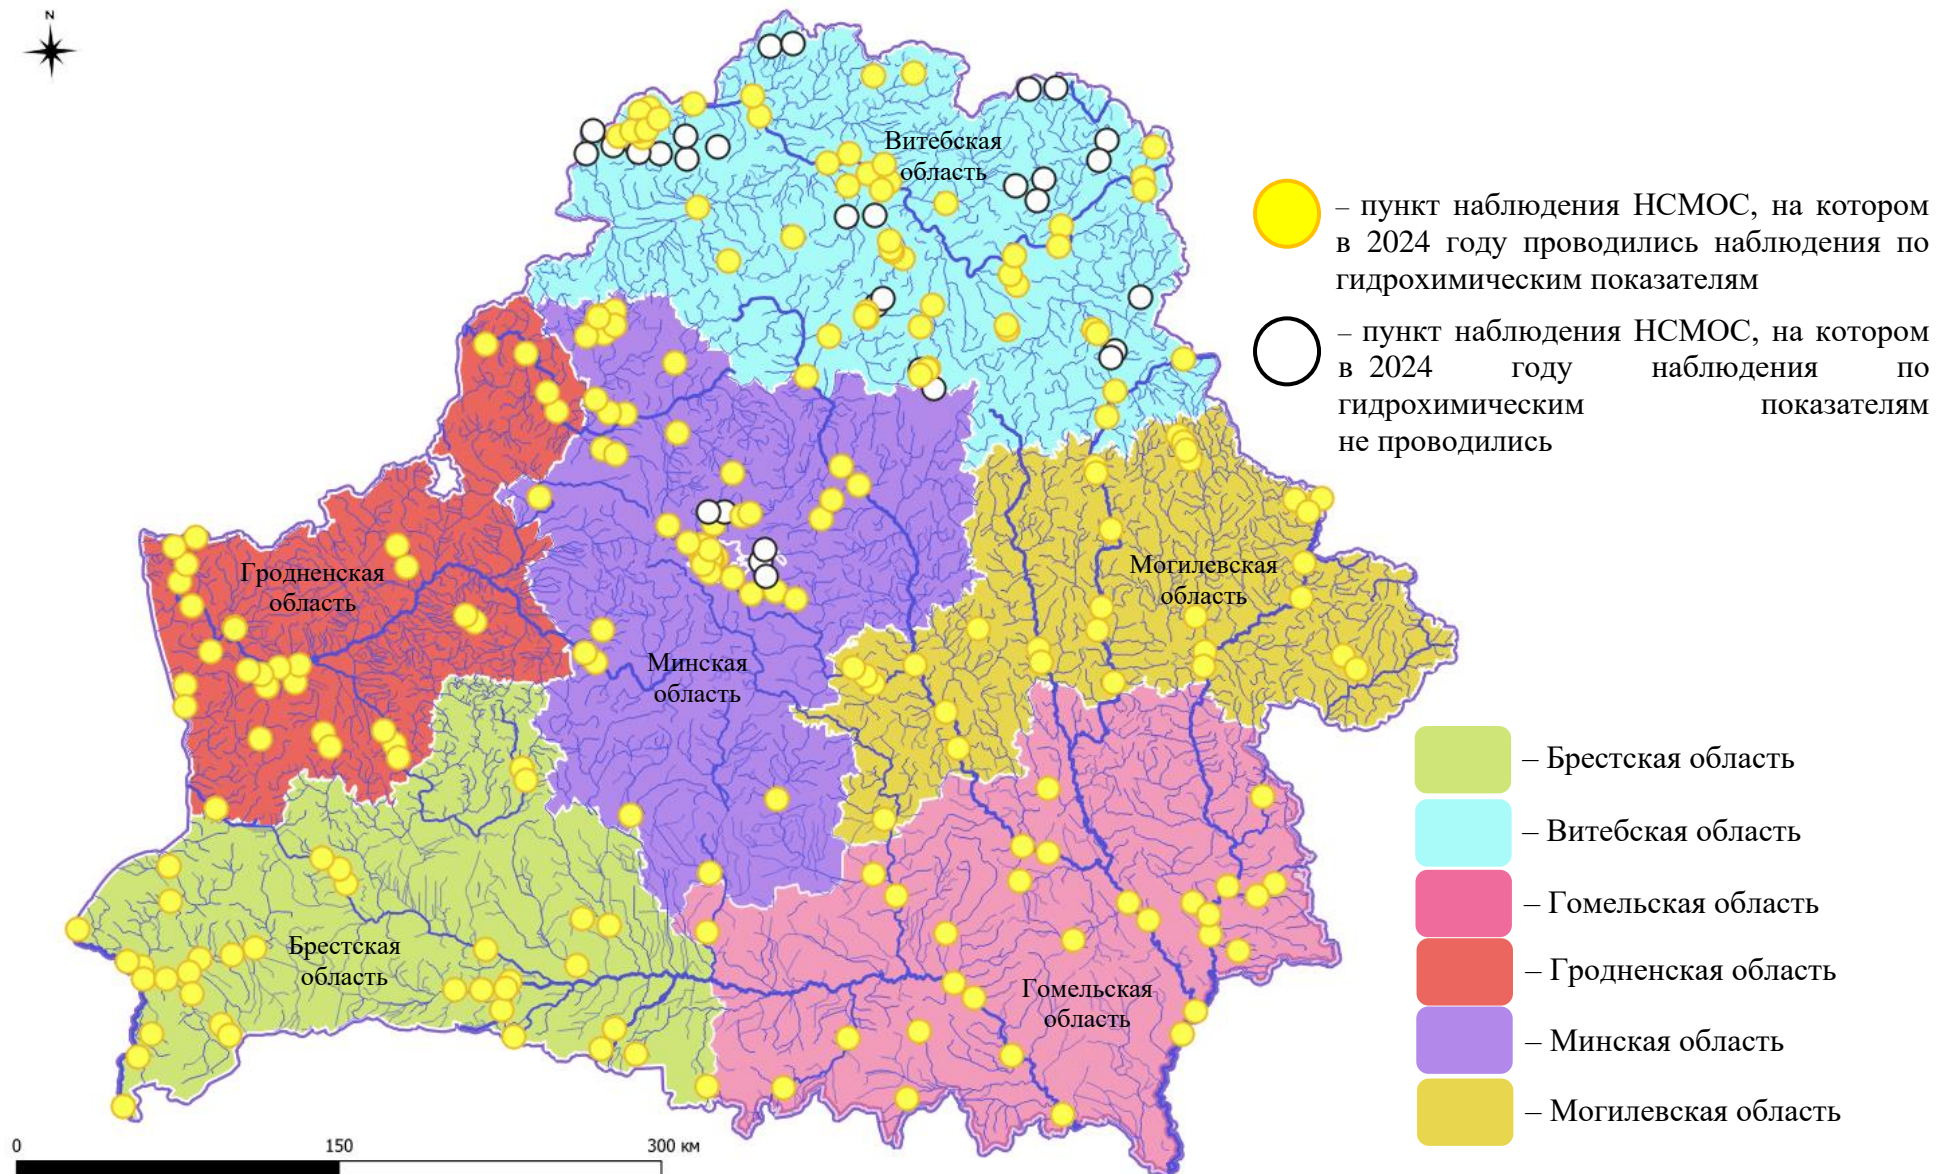 N
Витебская
область
– пункт наблюдения НСМОС, на котором
в 2024 году проводились наблюдения по
гидрохимическим показателям
– пункт наблюдения НСМОС, на котором
в 2024 году наблюдения по
гидрохимическим показателям
не проводились
Гродненская
область
Могилевская
область
Минская
область
Брестская
область
Гомельская
область
– Брестская область
– Витебская область
– Гомельская область
– Гродненская область
– Минская область
– Могилевская область
0 150 300 км